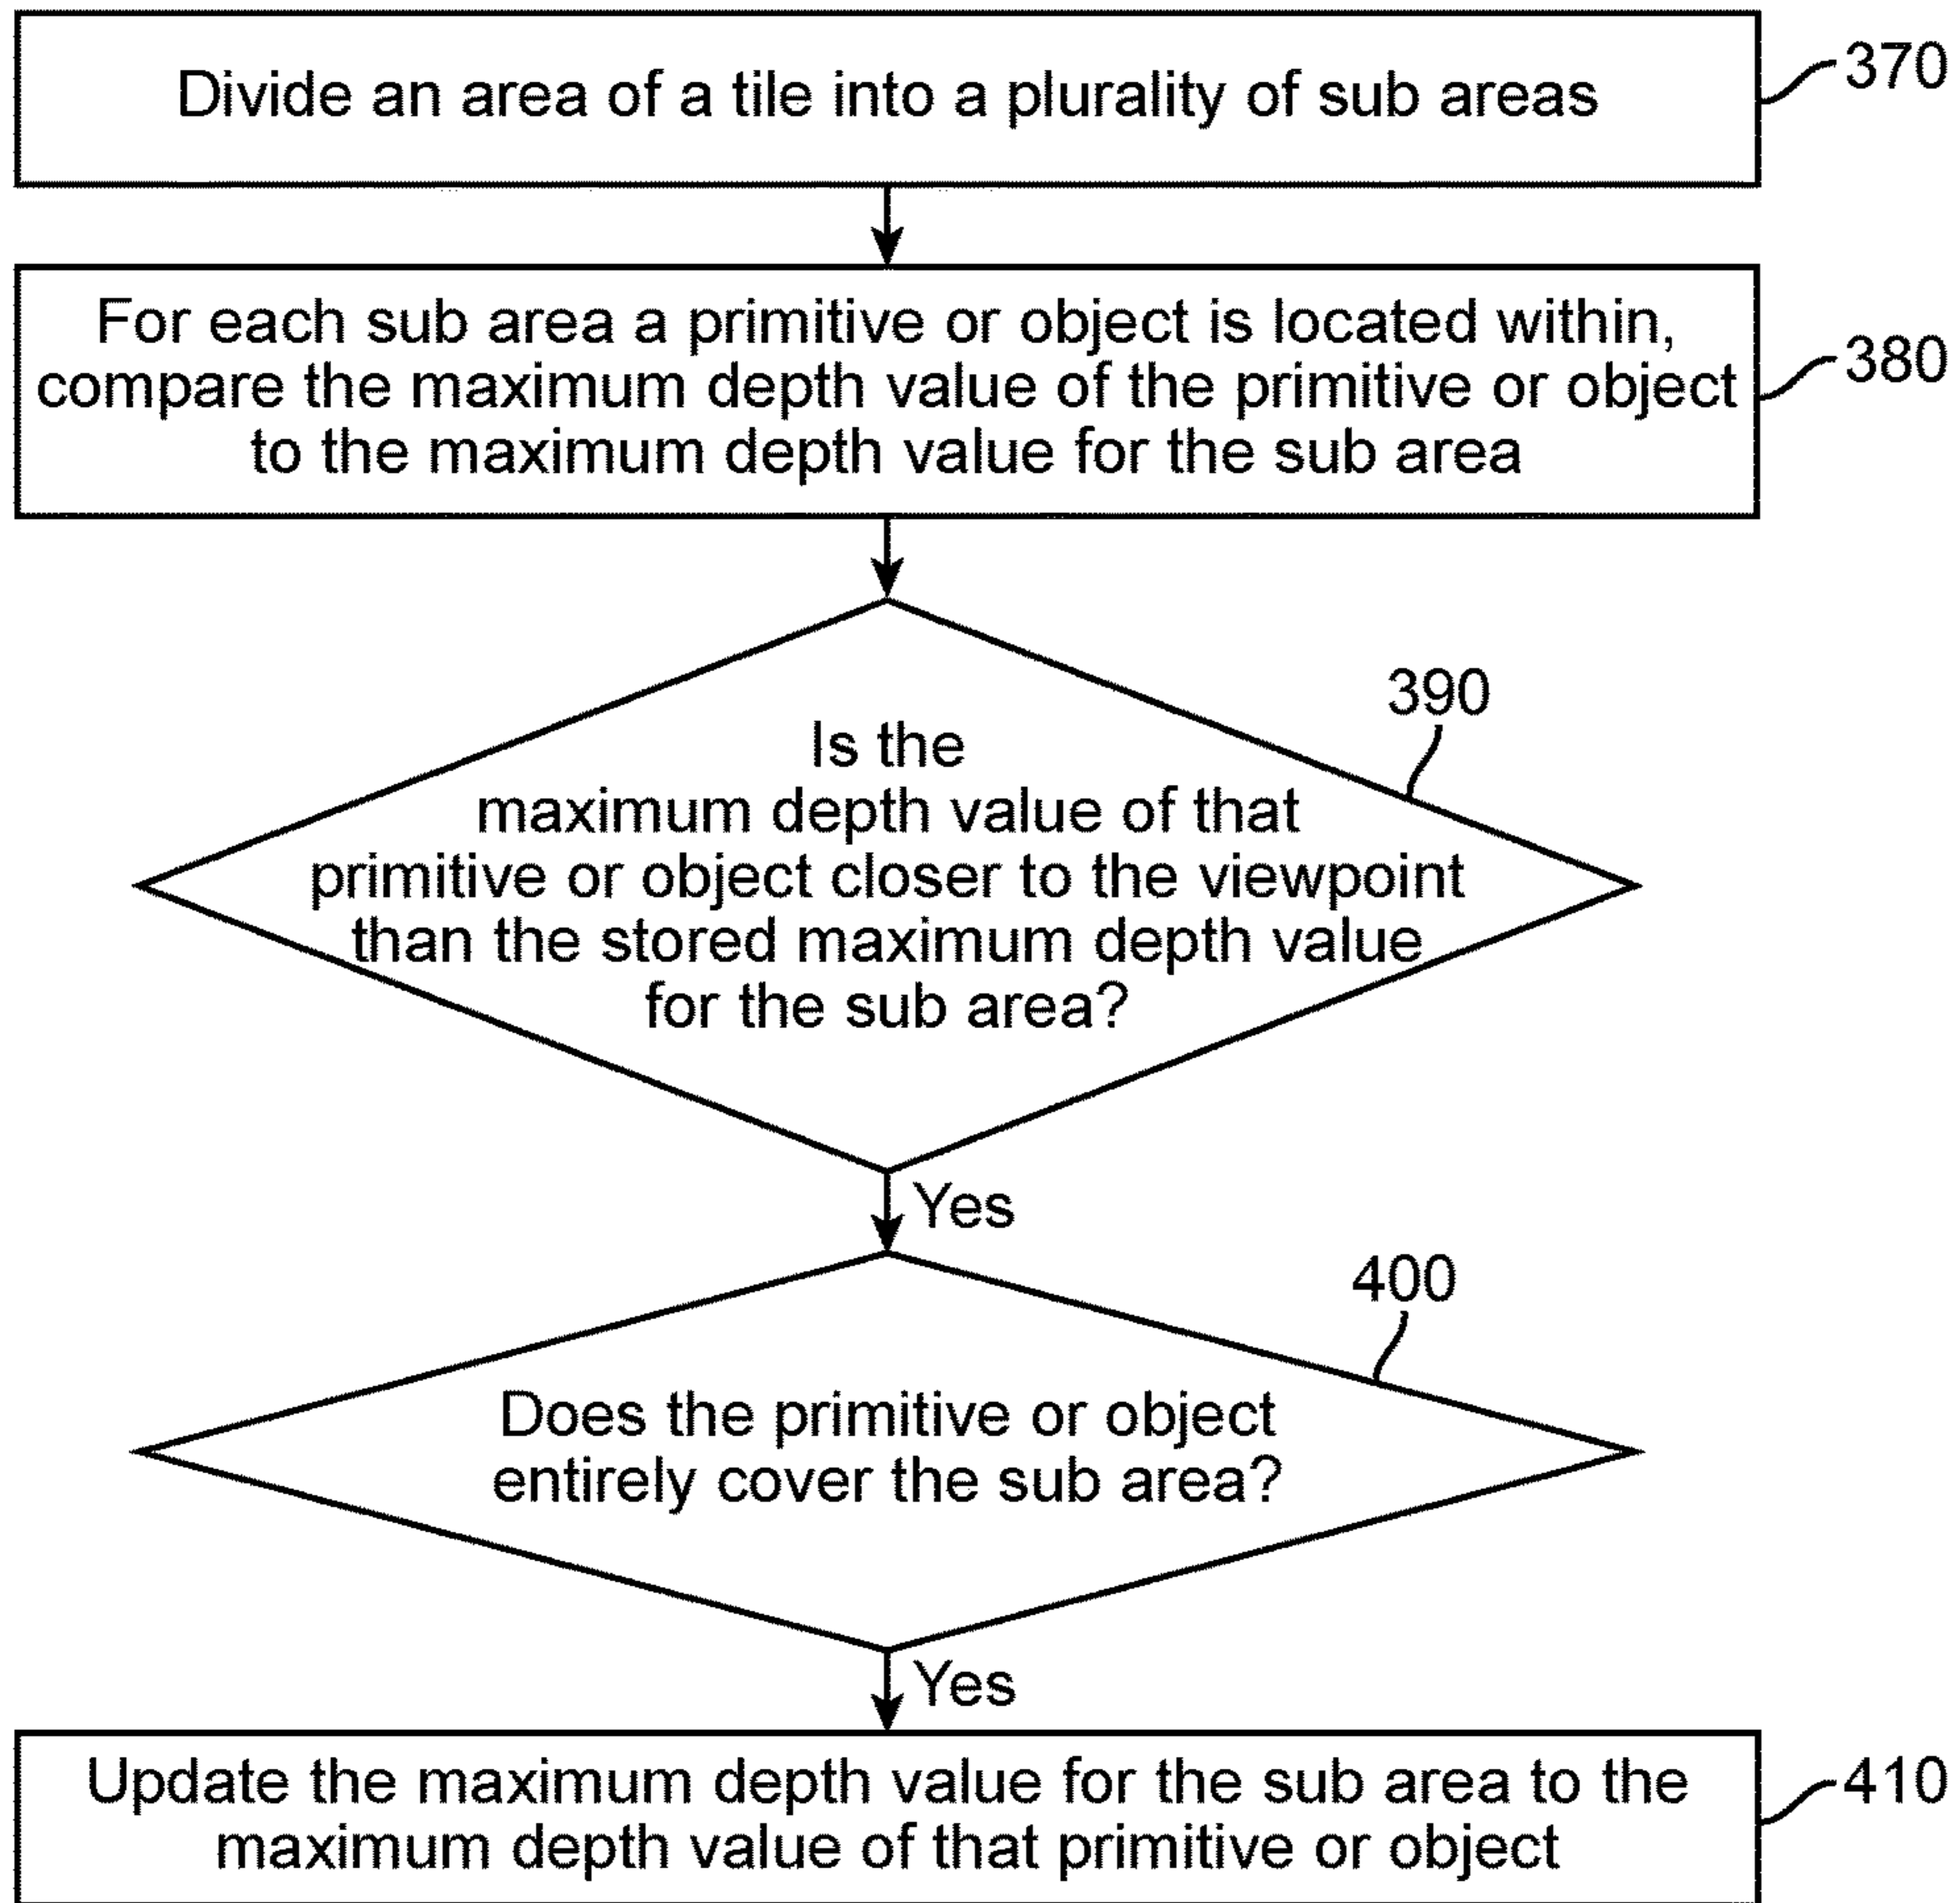 Divide an area of a tile into a plurality of sub areas
370
For each sub area a primitive or object is located within,
compare the maximum depth value of the primitive or object
to the maximum depth value for the sub area
380
390
Is the
maximum depth value of that
primitive or object closer to the viewpoint
than the stored maximum depth value
for the sub area?
Yes
400
Does the primitive or object
entirely cover the sub area?
Yes
Update the maximum depth value for the sub area to the
maximum depth value of that primitive or object
410